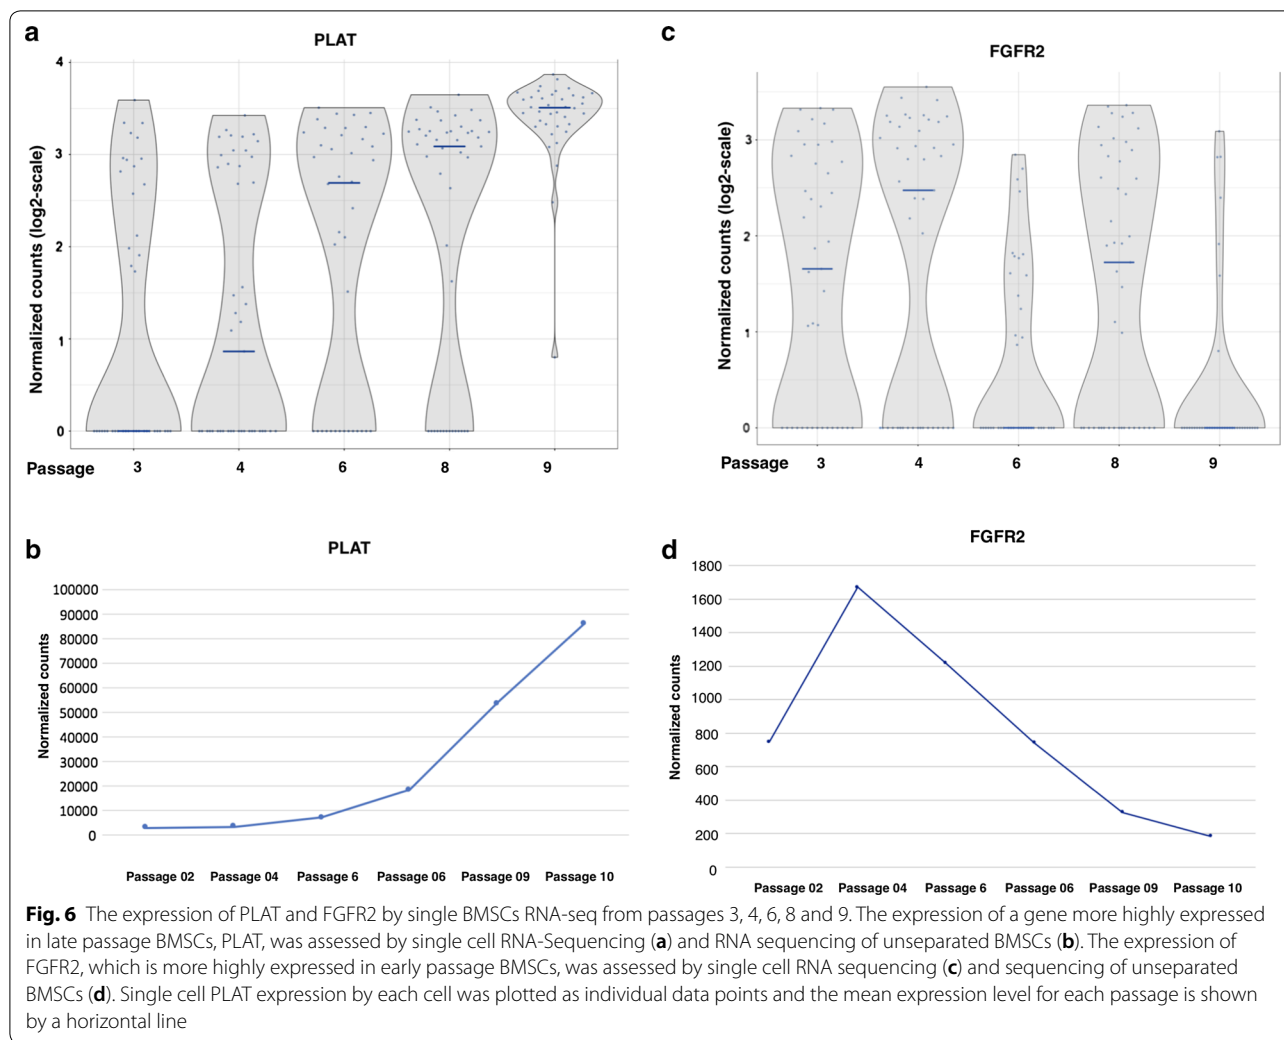 a
PLAT
Normalized counts (log2-scale)
4
3
2
1
0
Passage 3 4 6 8 9
c
FGFR2
Normalized counts (log2-scale)
3
2
1
0
Passage 3 4 6 8 9
b
PLAT
Normalized counts
100000
90000
80000
70000
60000
50000
40000
30000
20000
10000
0
Passage 02 Passage 04 Passage 6 Passage 06 Passage 09 Passage 10
d
FGFR2
Normalized counts
1800
1600
1400
1200
1000
800
600
400
200
0
Passage 02 Passage 04 Passage 6 Passage 06 Passage 09 Passage 10
Fig. 6 The expression of PLAT and FGFR2 by single BMSCs RNA-seq from passages 3, 4, 6, 8 and 9. The expression of a gene more highly expressed
in late passage BMSCs, PLAT, was assessed by single cell RNA-Sequencing (a) and RNA sequencing of unseparated BMSCs (b). The expression of
FGFR2, which is more highly expressed in early passage BMSCs, was assessed by single cell RNA sequencing (c) and sequencing of unseparated
BMSCs (d). Single cell PLAT expression by each cell was plotted as individual data points and the mean expression level for each passage is shown
by a horizontal line